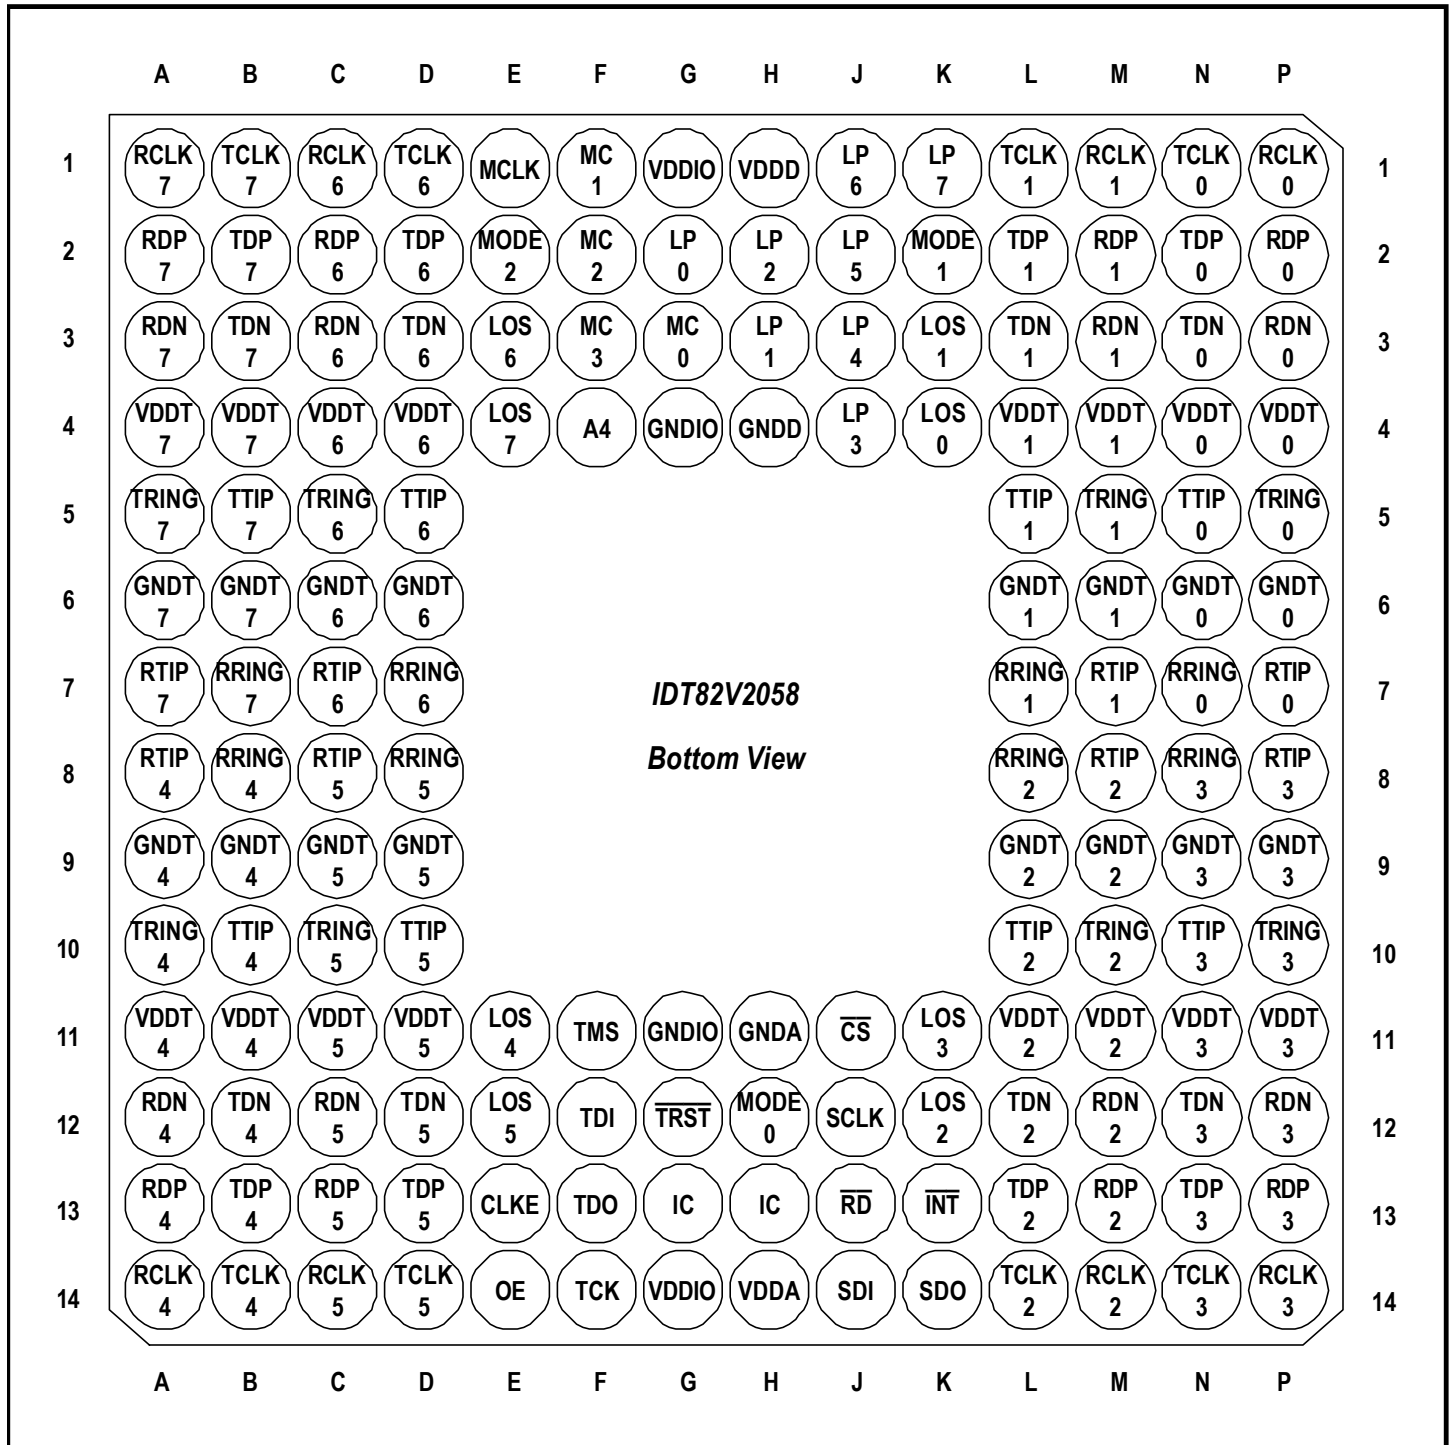 A B C D E F G H J K L M N P
1 RCLK TCLK RCLK TCLK MCLK MC VDDIO VDDD LP LP TCLK RCLK TCLK RCLK 1
7 7 6 6 1 6 7 1 1 0 0
2 RDP TDP RDP TDP MODE MC LP LP LP MODE TDP RDP TDP RDP 2
7 7 6 6 2 2 0 2 5 1 1 1 0 0
3 RDN TDN RDN TDN LOS MC MC LP LP LOS TDN RDN TDN RDN 3
7 7 6 6 6 3 0 1 4 1 1 1 0 0
4 VDDT VDDT VDDT VDDT LOS A4 GNDIO GNDD LP LOS VDDT VDDT VDDT VDDT 4
7 7 6 6 7 3 0 1 1 0 0
5 TRING TTIP TRING TTIP TTIP TRING TTIP TRING 5
7 7 6 6 1 1 0 0
6 GNDT GNDT GNDT GNDT GNDT GNDT GNDT GNDT 6
7 7 6 6 1 1 0 0
7 RTIP RRING RTIP RRING IDT82V2058 RRING RTIP RRING RTIP 7
7 7 6 6 1 1 0 0
8 RTIP RRING RTIP RRING Bottom View RRING RTIP RRING RTIP 8
4 4 5 5 2 2 3 3
9 GNDT GNDT GNDT GNDT GNDT GNDT GNDT GNDT 9
4 4 5 5 2 2 3 3
10 TRING TTIP TRING TTIP TTIP TRING TTIP TRING 10
4 4 5 5 2 2 3 3
11 VDDT VDDT VDDT VDDT LOS TMS GNDIO GNDA CS LOS VDDT VDDT VDDT VDDT 11
4 4 5 5 4 3 2 2 3 3
12 RDN TDN RDN TDN LOS TDI TRST MODE SCLK LOS TDN RDN TDN RDN 12
4 4 5 5 5 0 2 2 2 3 3
13 RDP TDP RDP TDP CLKE TDO IC IC RD INT TDP RDP TDP RDP 13
4 4 5 5 2 2 3 3
14 RCLK TCLK RCLK TCLK OE TCK VDDIO VDDA SDI SDO TCLK RCLK TCLK RCLK 14
4 4 5 5 2 2 3 3
A B C D E F G H J K L M N P